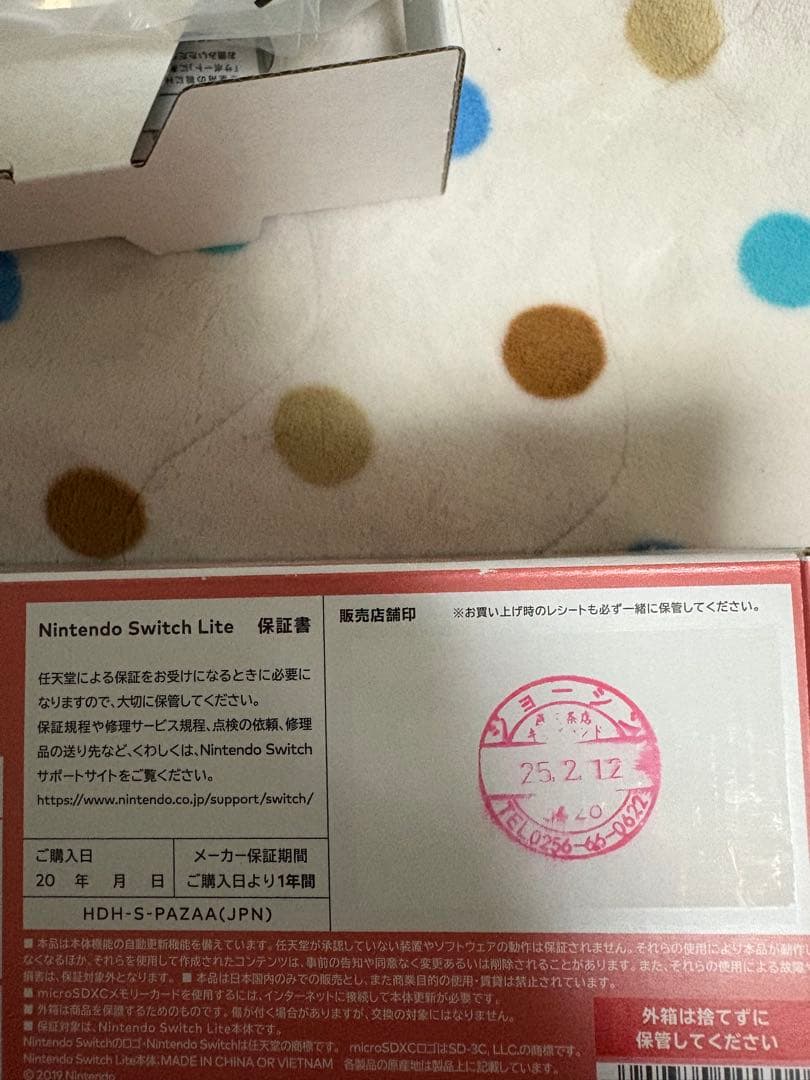 Nintendo Switch Lite 保証書
任天堂による保証をお受けになるときに必要に
なりますので、大切に保管してください。
保証規程や修理サービス規程、点検の依頼、修理
品の送り先など、くわしくは、Nintendo Switch
サポートサイトをご覧ください。
https://www.nintendo.co.jp/support/switch/
ご購入日
20 年 月 日
メーカー保証期間
ご購入日より1年間
HDH-S-PAZAA(JPN)
販売店舗印
※お買い上げ時のレシートも必ず一緒に保管してください。
ジョーシン
25.2.12
TEL0256-66-0622
■ 本品は本体機能の自動更新機能を備えています。任天堂が承認していない装置やソフトウェアの動作は保証されません。それらの使用により本品が動作し
なくなるほか、それらを使用して作成されたコンテンツは、事前の告知や同意なく変更あるいは削除されることがあります。また、それらの使用による故障
損害は、保証対象外となります。 ■ 本品は日本国内のみでの販売とし、また商業目的の使用・賃貸は禁止されています。
■ microSDXCメモリーカードを使用するには、インターネットに接続して本体更新が必要です。
■ 外箱は商品を保護するためのものです。傷が付く場合がありますが、交換の対象にはなりません。
■ 保証対象は、Nintendo Switch Lite本体です。
Nintendo Switchのロゴ・Nintendo Switchは任天堂の商標です。 microSDXCロゴはSD-3C, LLC.の商標です。
Nintendo Switch Lite本体:MADE IN CHINA OR VIETNAM 各製品の原産地は製品上に記載しています。
© 2019 Nintendo
外箱は捨てずに
保管してください